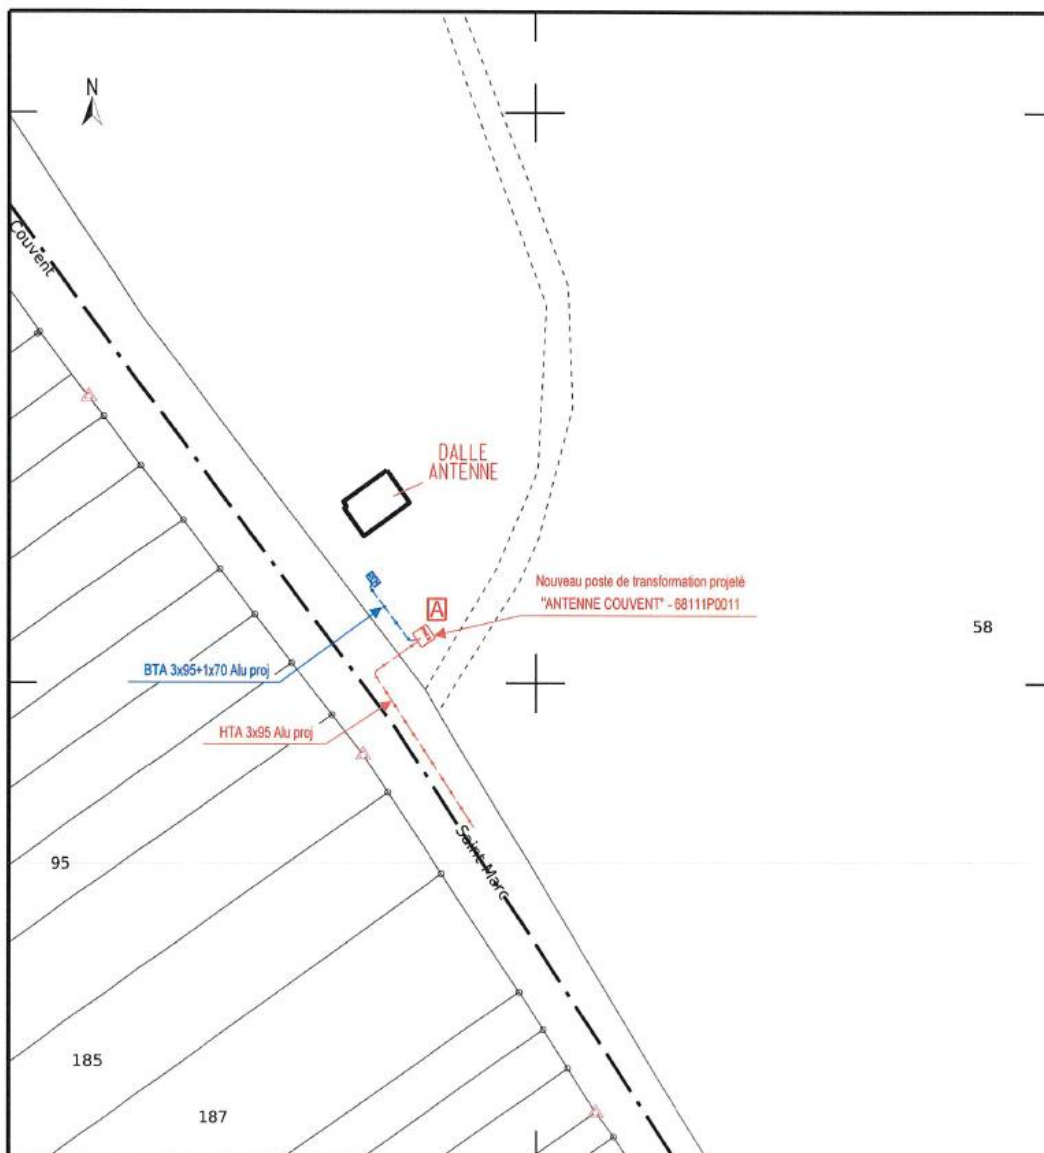 N
Couvent
DALLE
ANTENNE
Nouveau poste de transformation projeté
"ANTENNE COUVENT" - 68111P0011
A
58
BTA 3x95+1x70 Alu proj
HTA 3x95 Alu proj
Saint Marc
95
185
187